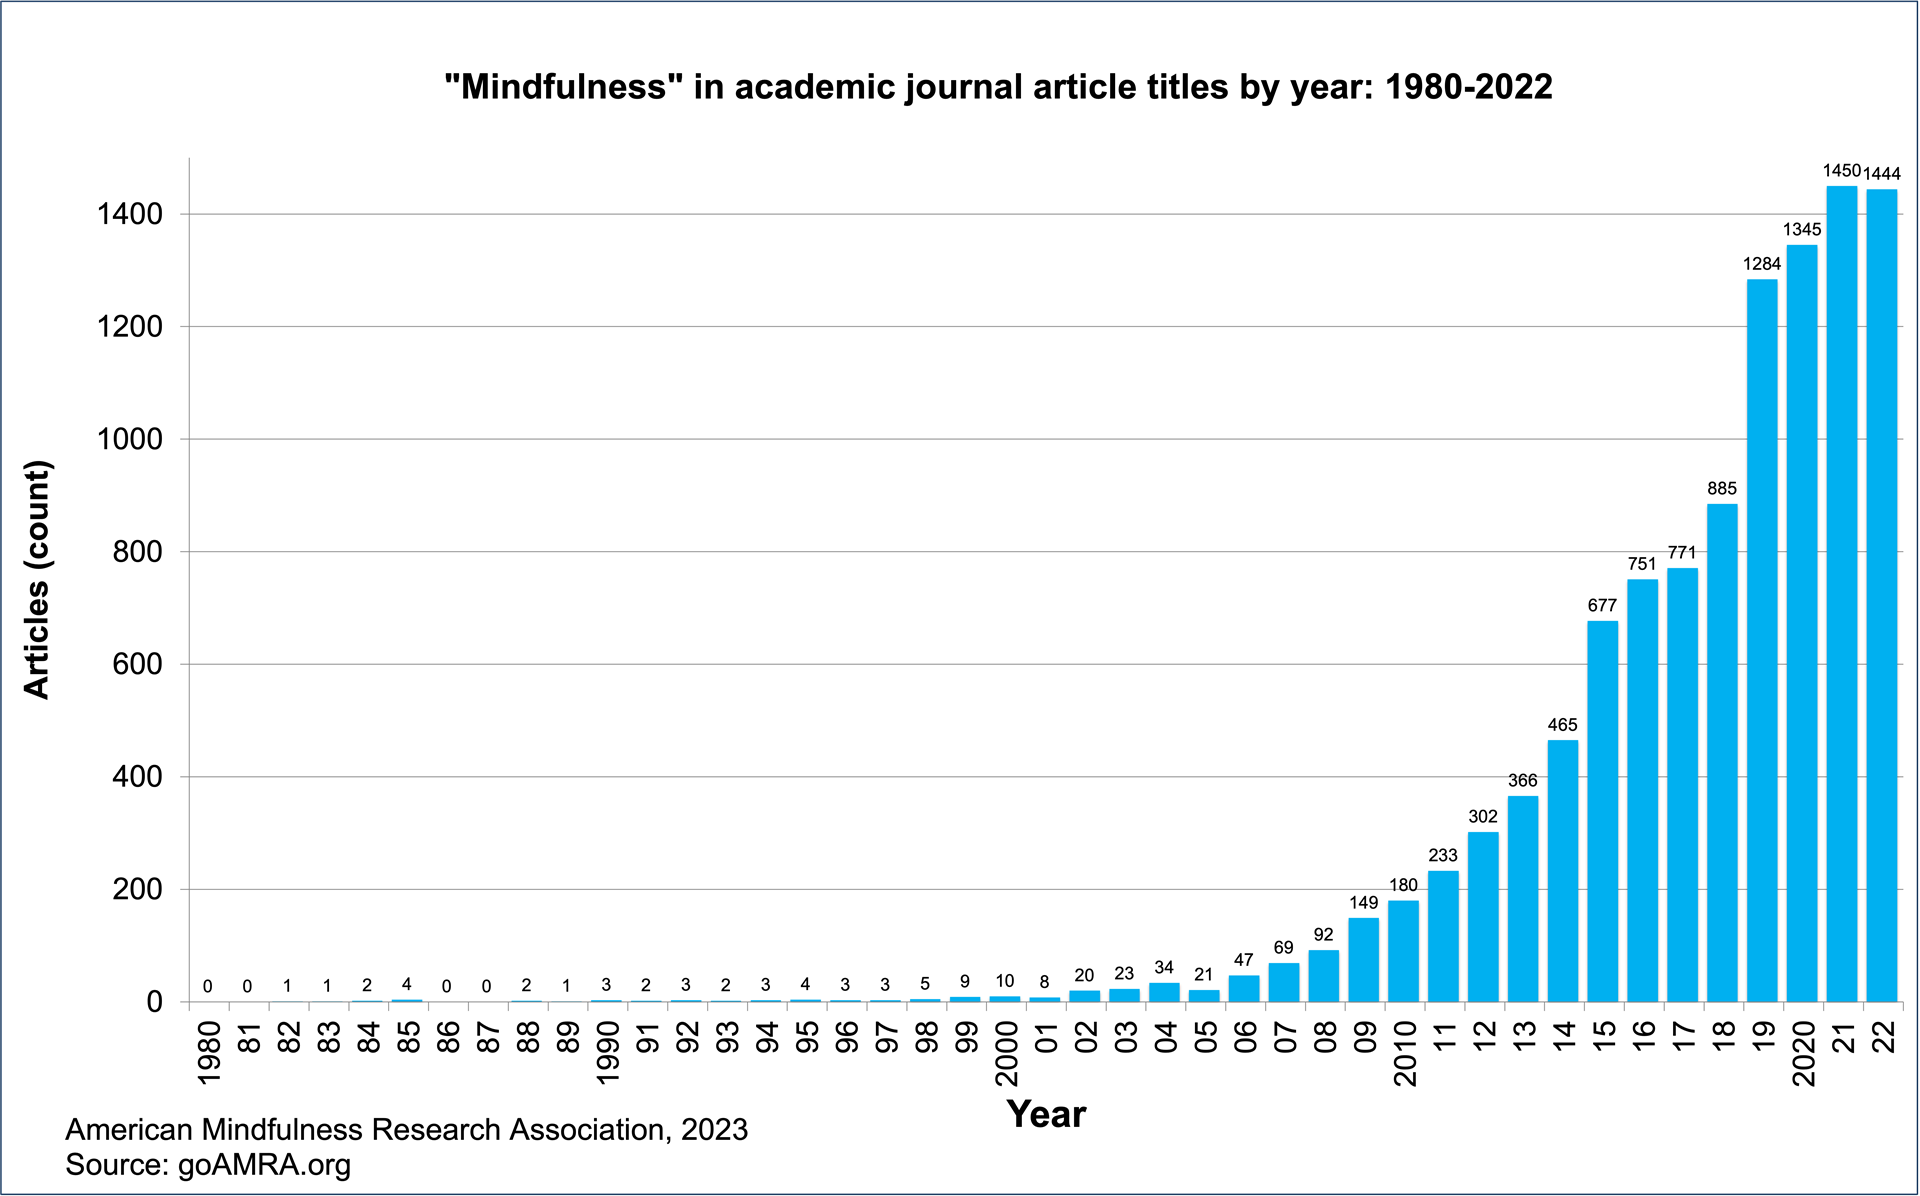 "Mindfulness" in academic journal article titles by year: 1980-2022
Articles (count)
1400
1200
1000
800
600
400
200
0
0 0 1 1 2 4 0 0 2 1 3 2 3 2 3 4 3 3 5 9 10 8 20 23 34 21 47 69 92 149 180 233 302 366 465 677 751 771 885 1284 1345 1450 1444
1980 81 82 83 84 85 86 87 88 89 1990 91 92 93 94 95 96 97 98 99 2000 01 02 03 04 05 06 07 08 09 2010 11 12 13 14 15 16 17 18 19 2020 21 22
Year
American Mindfulness Research Association, 2023
Source: goAMRA.org